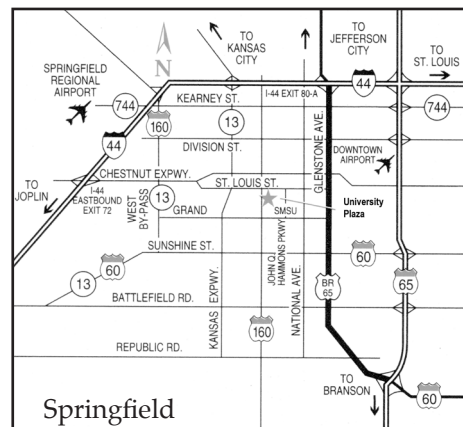 TO
KANSAS
CITY
TO
JEFFERSON
CITY
TO
ST. LOUIS
N
SPRINGFIELD
REGIONAL
AIRPORT
I-44 EXIT 80-A
44
744
KEARNEY ST.
744
160
13
GLENSTONE AVE.
44
DIVISION ST.
DOWNTOWN
AIRPORT
CHESTNUT EXPWY.
TO
JOPLIN
I-44
EASTBOUND
EXIT 72
ST. LOUIS ST.
University
Plaza
WEST
BY-PASS
13
GRAND
SMSU
SUNSHINE ST.
60
60
13
JOHN Q.
HAMMONS PKWY.
NATIONAL AVE.
KANSAS EXPWY.
BR
65
65
BATTLEFIELD RD.
160
REPUBLIC RD.
TO
BRANSON
60
Springfield